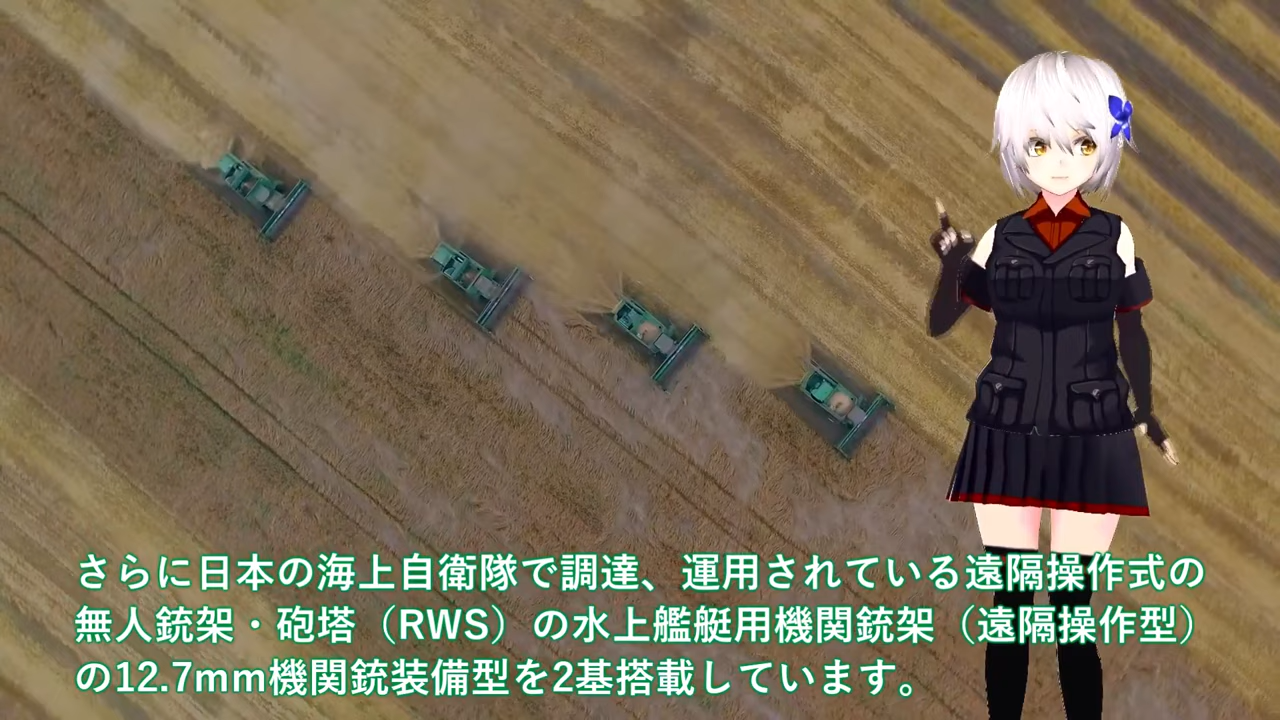 さらに日本の海上自衛隊で調達、運用されている遠隔操作式の
無人銃架・砲塔（RWS）の水上艦艇用機関銃架（遠隔操作型）
の12.7mm機関銃装備型を2基搭載しています。